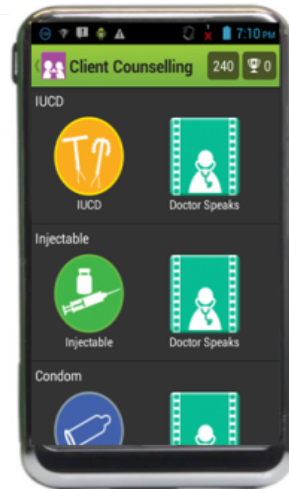 7:10 PM
Client Counselling 240 0
IUCD
IUCD Doctor Speaks
Injectable
Injectable Doctor Speaks
Condom